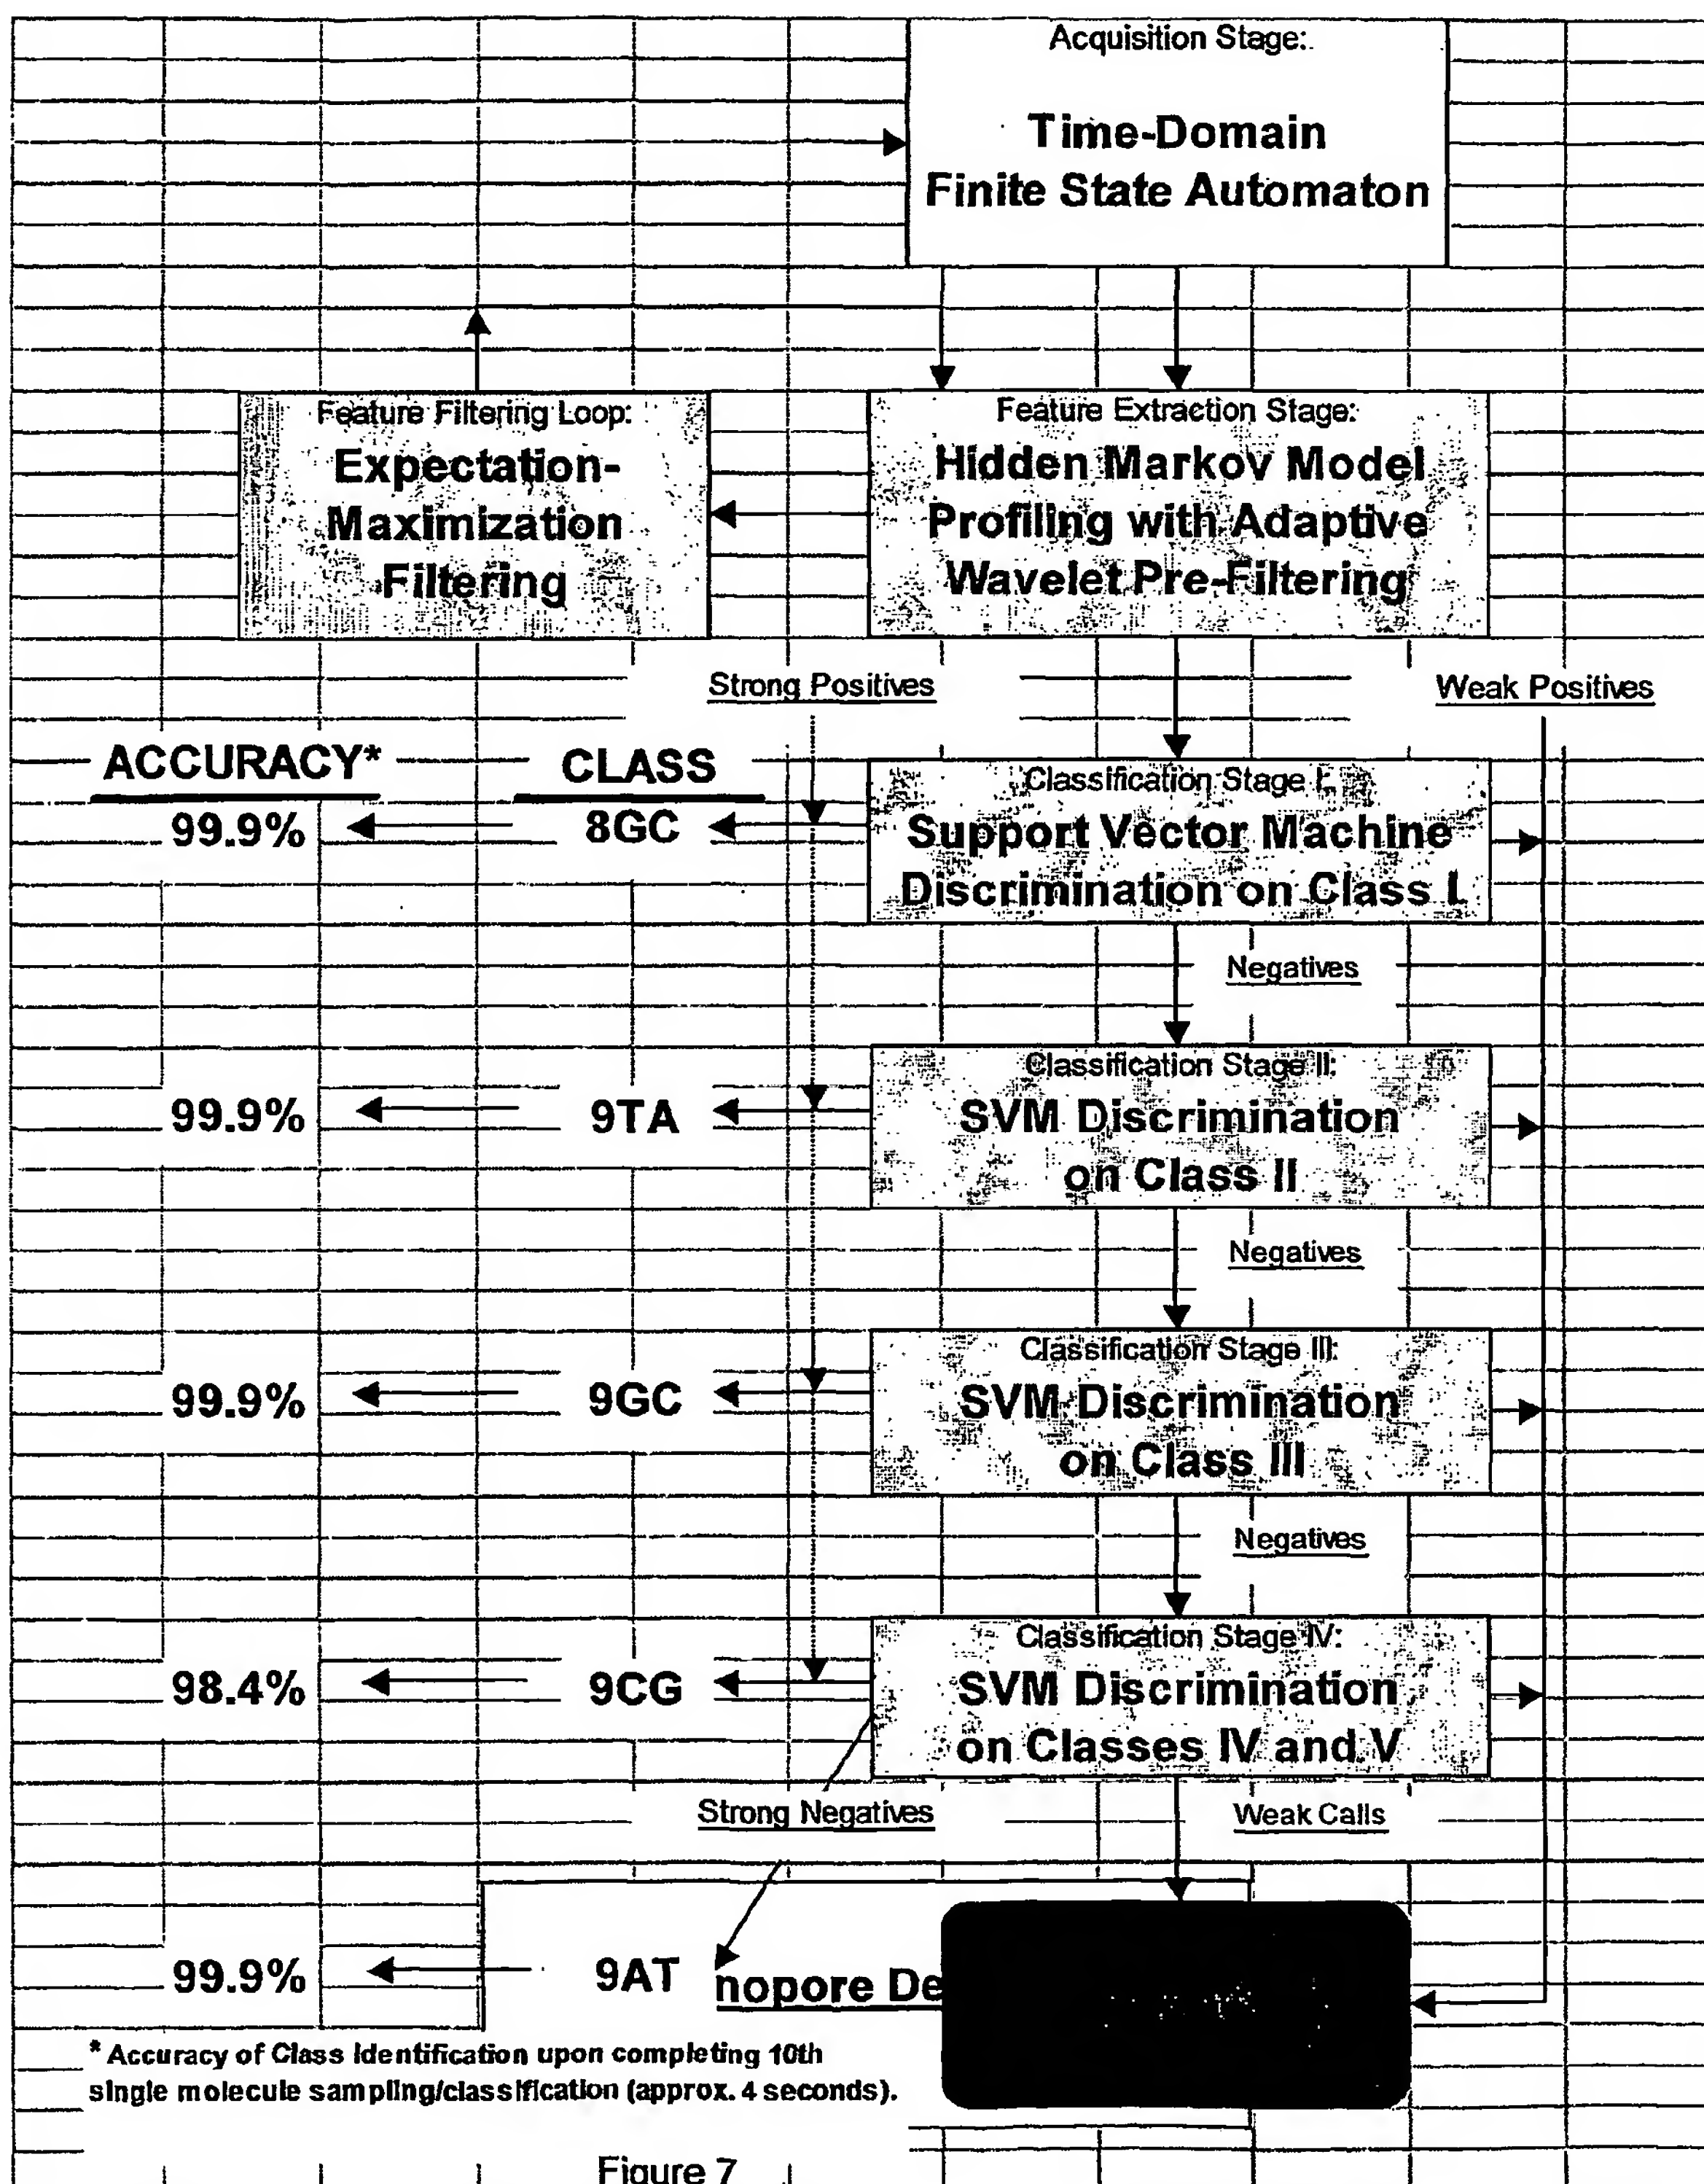 Acquisition Stage:
Time-Domain
Finite State Automaton
Feature Filtering Loop:
Expectation-
Maximization
Filtering
Feature Extraction Stage:
Hidden Markov Model
Profiling with Adaptive
Wavelet Pre-Filtering
Strong Positives
Weak Positives
ACCURACY*
CLASS
Classification Stage I:
Support Vector Machine
Discrimination on Class I
99.9%
8GC
Negatives
Classification Stage II:
SVM Discrimination
on Class II
99.9%
9TA
Negatives
Classification Stage III:
SVM Discrimination
on Class III
99.9%
9GC
Negatives
Classification Stage IV:
SVM Discrimination
on Classes IV and V
98.4%
9CG
Strong Negatives
Weak Calls
99.9%
9AT
nopore De
* Accuracy of Class Identification upon completing 10th
single molecule sampling/classification (approx. 4 seconds).
Figure 7